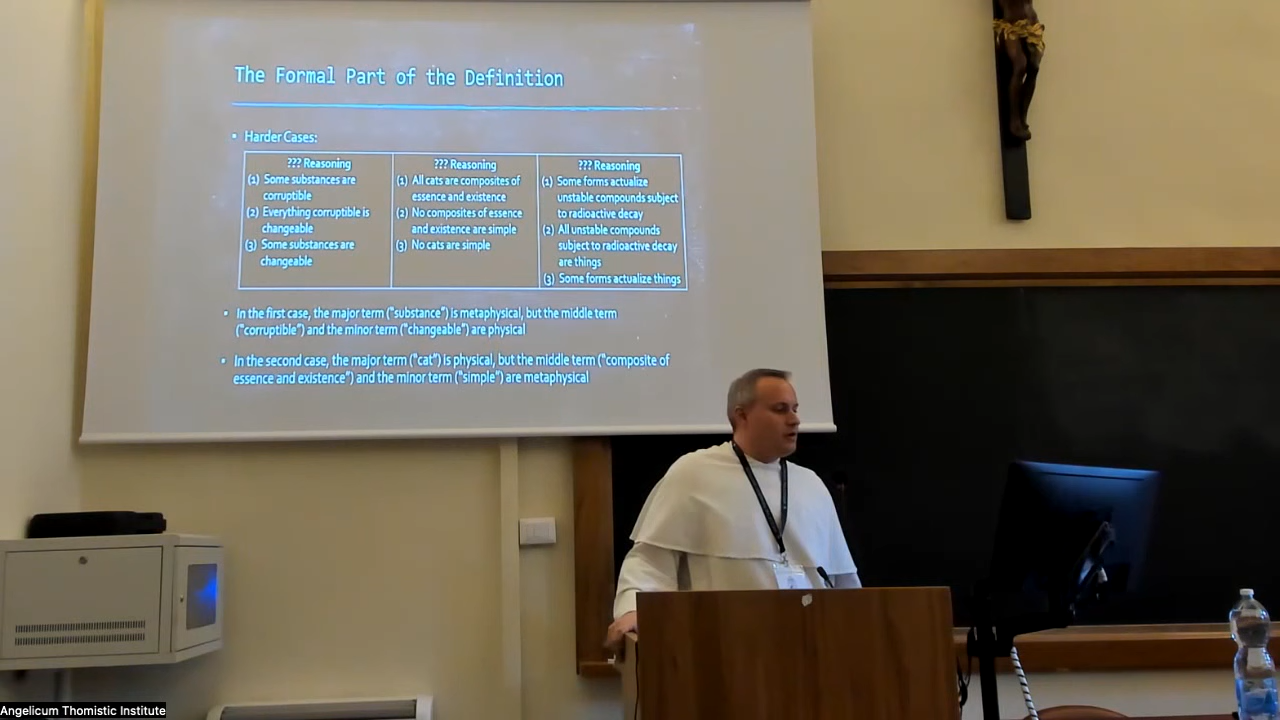 The Formal Part of the Definition
• Harder Cases:
??? Reasoning
(1) Some substances are
corruptible
(2) Everything corruptible is
changeable
(3) Some substances are
changeable
??? Reasoning
(1) All cats are composites of
essence and existence
(2) No composites of essence
and existence are simple
(3) No cats are simple
??? Reasoning
(1) Some forms actualize
unstable compounds subject
to radioactive decay
(2) All unstable compounds
subject to radioactive decay
are things
(3) Some forms actualize things
• In the first case, the major term ("substance") is metaphysical, but the middle term
("corruptible") and the minor term ("changeable") are physical
• In the second case, the major term ("cat") is physical, but the middle term ("composite of
essence and existence") and the minor term ("simple") are metaphysical
Angelicum Thomistic Institute